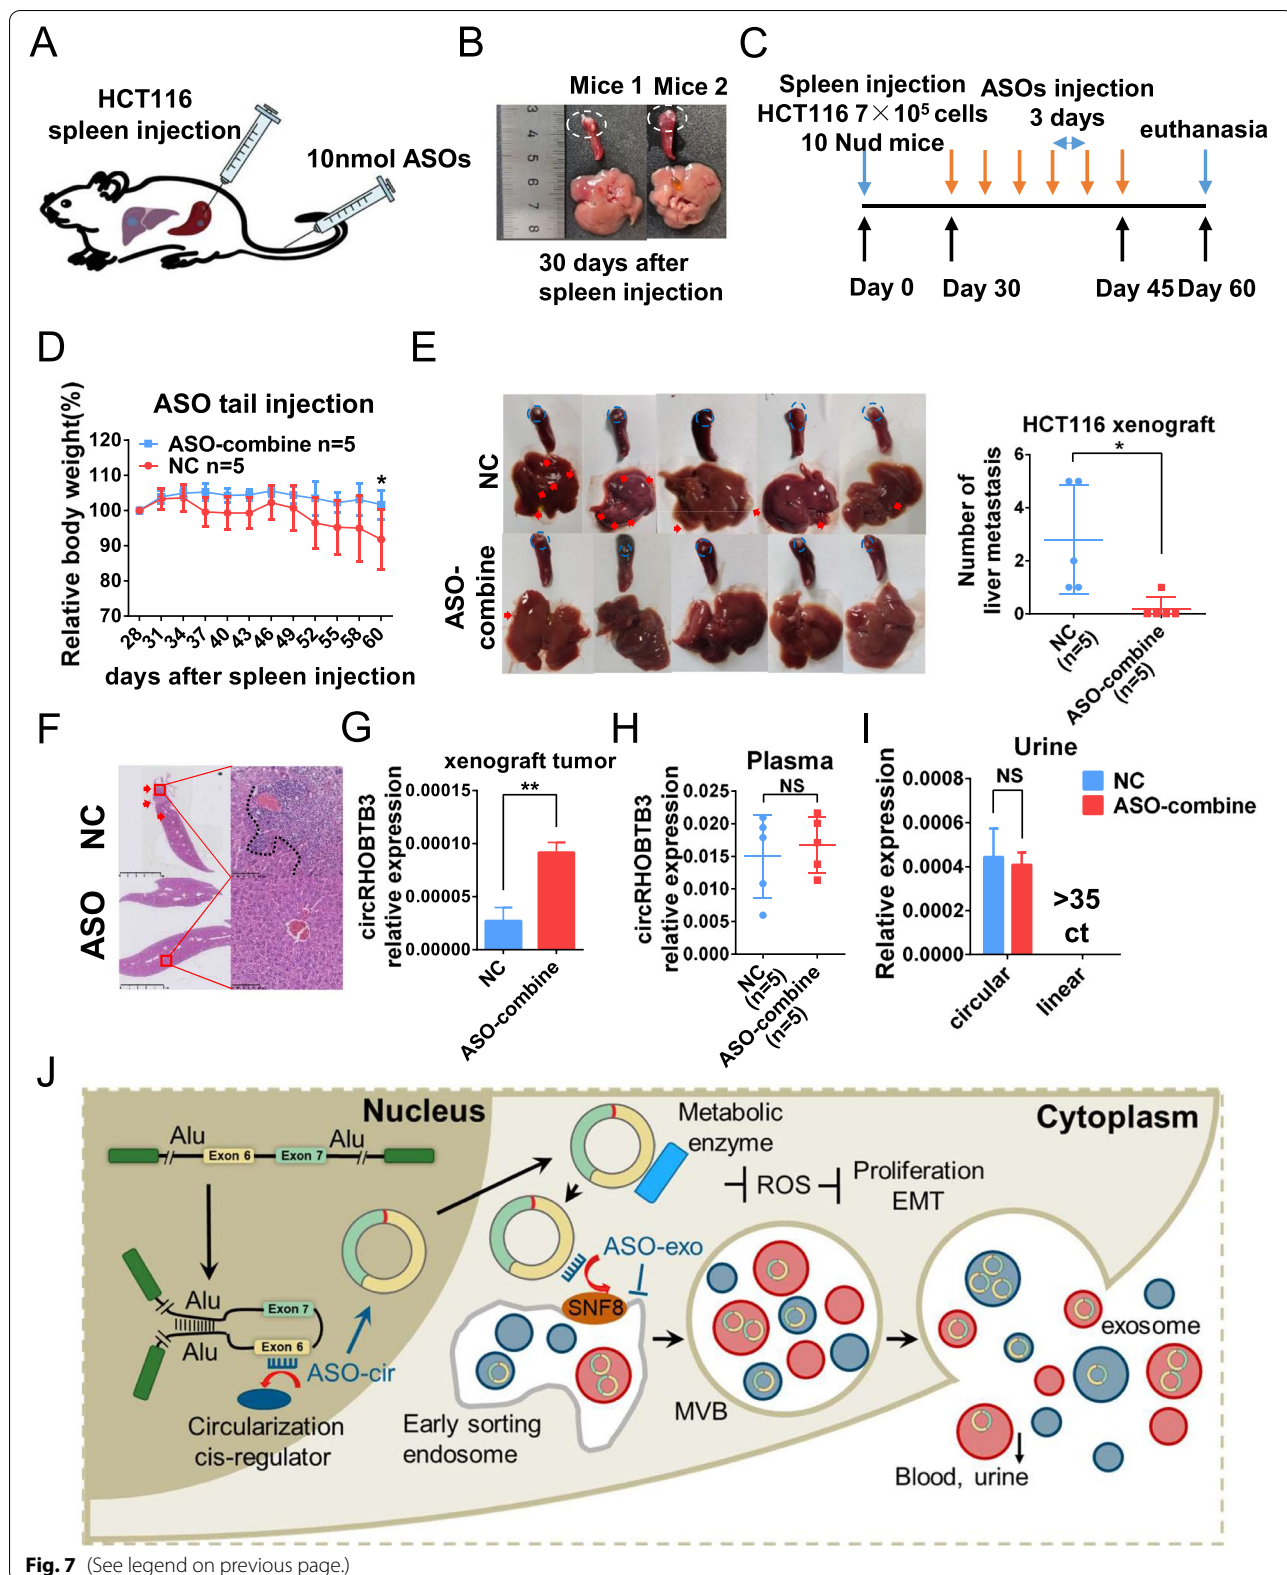 A
HCT116
spleen injection
10nmol ASOs
B
Mice 1 Mice 2
3
4
5
6
7
8
30 days after
spleen injection
C
Spleen injection
HCT116 7×10⁵ cells
10 Nud mice
ASOs injection
3 days
euthanasia
Day 0
Day 30
Day 45
Day 60
D
ASO tail injection
Relative body weight(%)
120
110
100
90
80
70
ASO-combine n=5
NC n=5
*
28 31 34 37 40 43 46 49 52 55 58 60
days after spleen injection
E
NC
ASO-
combine
HCT116 xenograft
Number of
liver metastasis
6
4
2
0
*
NC
(n=5)
ASO-combine
(n=5)
F
NC
ASO
G
xenograft tumor
circRHOBTB3
relative expression
0.00015
0.00010
0.00005
0.00000
**
NC
ASO-combine
H
Plasma
circRHOBTB3
relative expression
0.025
0.020
0.015
0.010
0.005
0.000
NS
NC
(n=5)
ASO-combine
(n=5)
I
Urine
Relative expression
0.0008
0.0006
0.0004
0.0002
0.0000
NS
NC
ASO-combine
>35
ct
circular
linear
J
Nucleus
Cytoplasm
Alu
Exon 6
Exon 7
Alu
Alu
Exon 7
Alu
Exon 6
ASO-cir
Circularization
cis-regulator
Metabolic
enzyme
ROS
Proliferation
EMT
ASO-exo
SNF8
Early sorting
endosome
MVB
exosome
Blood, urine
Fig. 7 (See legend on previous page.)